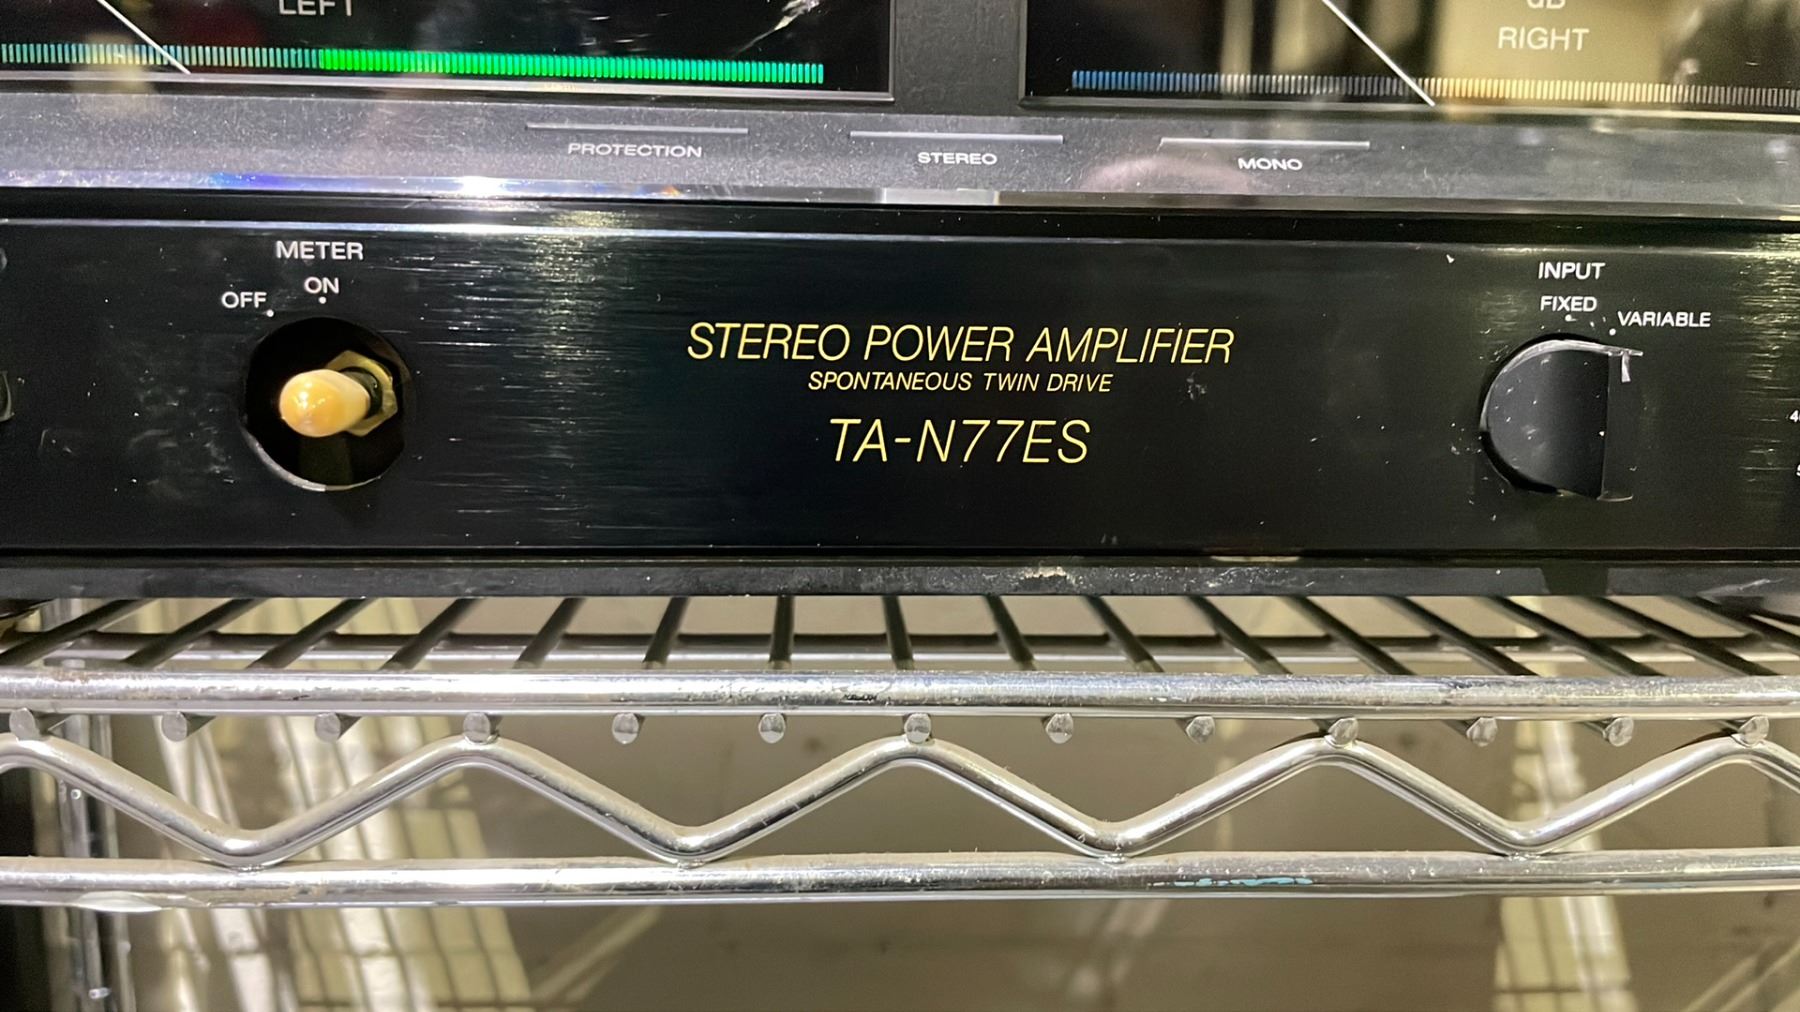 LEFT
dB
RIGHT
PROTECTION
STEREO
MONO
METER
OFF ON
INPUT
FIXED VARIABLE
STEREO POWER AMPLIFIER
SPONTANEOUS TWIN DRIVE
TA-N77ES